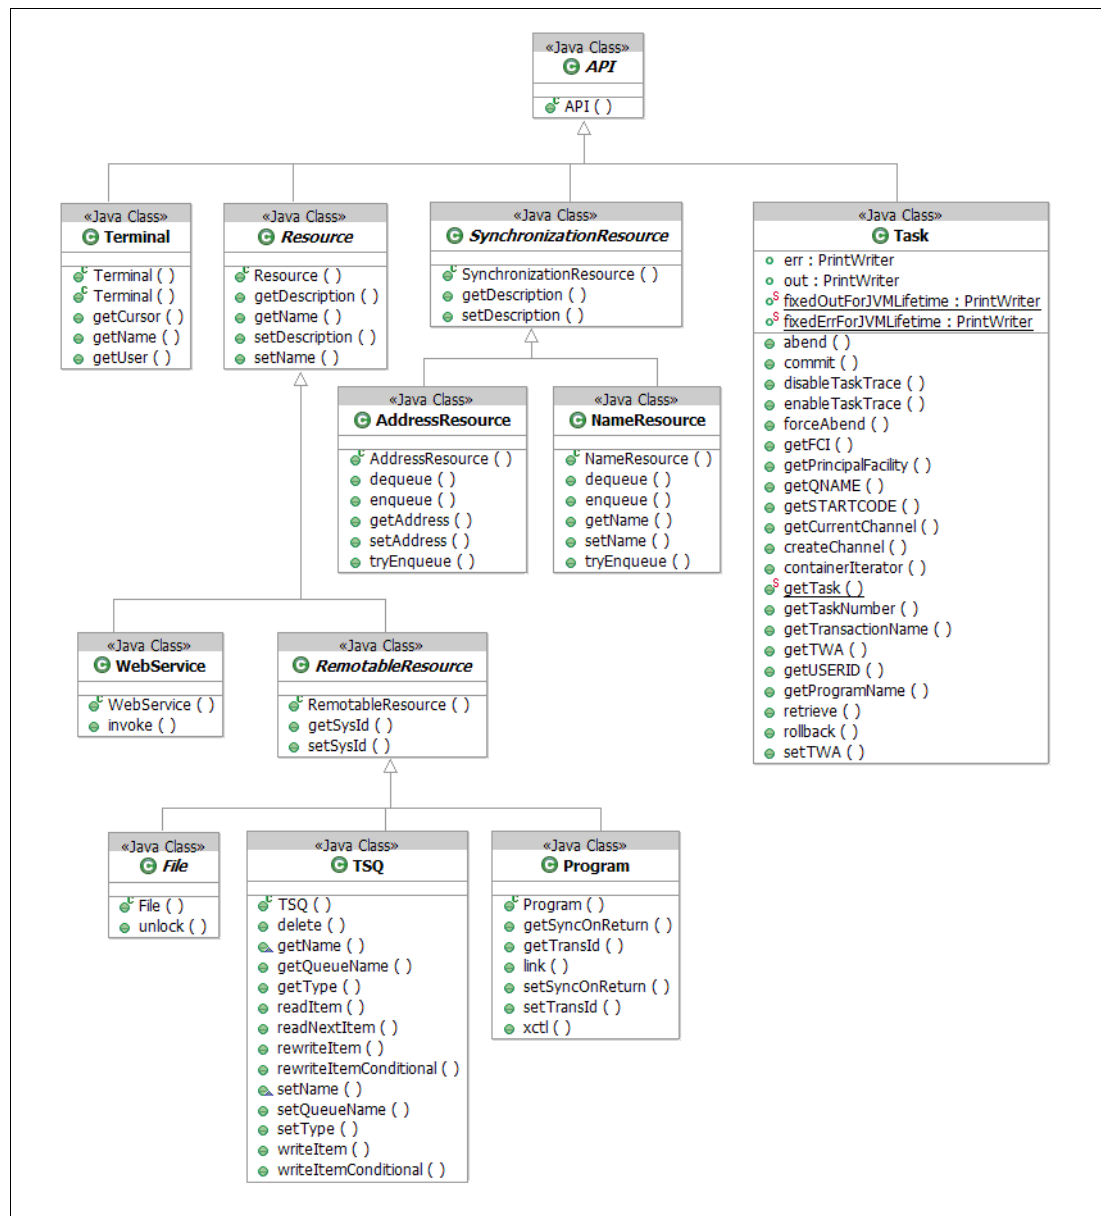 «Java Class»
API
API ( )
«Java Class»
Terminal
Terminal ( )
Terminal ( )
getCursor ( )
getName ( )
getUser ( )
«Java Class»
Resource
Resource ( )
getDescription ( )
getName ( )
setDescription ( )
setName ( )
«Java Class»
SynchronizationResource
SynchronizationResource ( )
getDescription ( )
setDescription ( )
«Java Class»
Task
err : PrintWriter
out : PrintWriter
fixedOutForJVMLifetime : PrintWriter
fixedErrForJVMLifetime : PrintWriter
abend ( )
commit ( )
disableTaskTrace ( )
enableTaskTrace ( )
forceAbend ( )
getFCI ( )
getPrincipalFacility ( )
getQNAME ( )
getSTARTCODE ( )
getCurrentChannel ( )
createChannel ( )
containerIterator ( )
getTask ( )
getTaskNumber ( )
getTransactionName ( )
getTWA ( )
getUSERID ( )
getProgramName ( )
retrieve ( )
rollback ( )
setTWA ( )
«Java Class»
AddressResource
AddressResource ( )
dequeue ( )
enqueue ( )
getAddress ( )
setAddress ( )
tryEnqueue ( )
«Java Class»
NameResource
NameResource ( )
dequeue ( )
enqueue ( )
getName ( )
setName ( )
tryEnqueue ( )
«Java Class»
WebService
WebService ( )
invoke ( )
«Java Class»
RemotableResource
RemotableResource ( )
getSysId ( )
setSysId ( )
«Java Class»
File
File ( )
unlock ( )
«Java Class»
TSQ
TSQ ( )
delete ( )
getName ( )
getQueueName ( )
getType ( )
readItem ( )
readNextItem ( )
rewriteItem ( )
rewriteItemConditional ( )
setName ( )
setQueueName ( )
setType ( )
writeItem ( )
writeItemConditional ( )
«Java Class»
Program
Program ( )
getSyncOnReturn ( )
getTransId ( )
link ( )
setSyncOnReturn ( )
setTransId ( )
xctl ( )